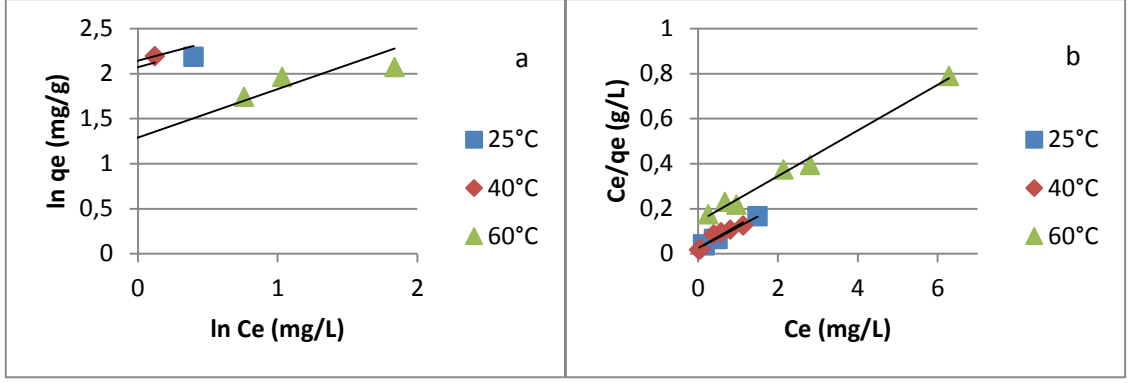 a
ln qe (mg/g)
2,5
2
1,5
1
0,5
0
0
1
2
ln Ce (mg/L)
25°C
40°C
60°C
b
Ce/qe (g/L)
1
0,8
0,6
0,4
0,2
0
0
2
4
6
Ce (mg/L)
25°C
40°C
60°C